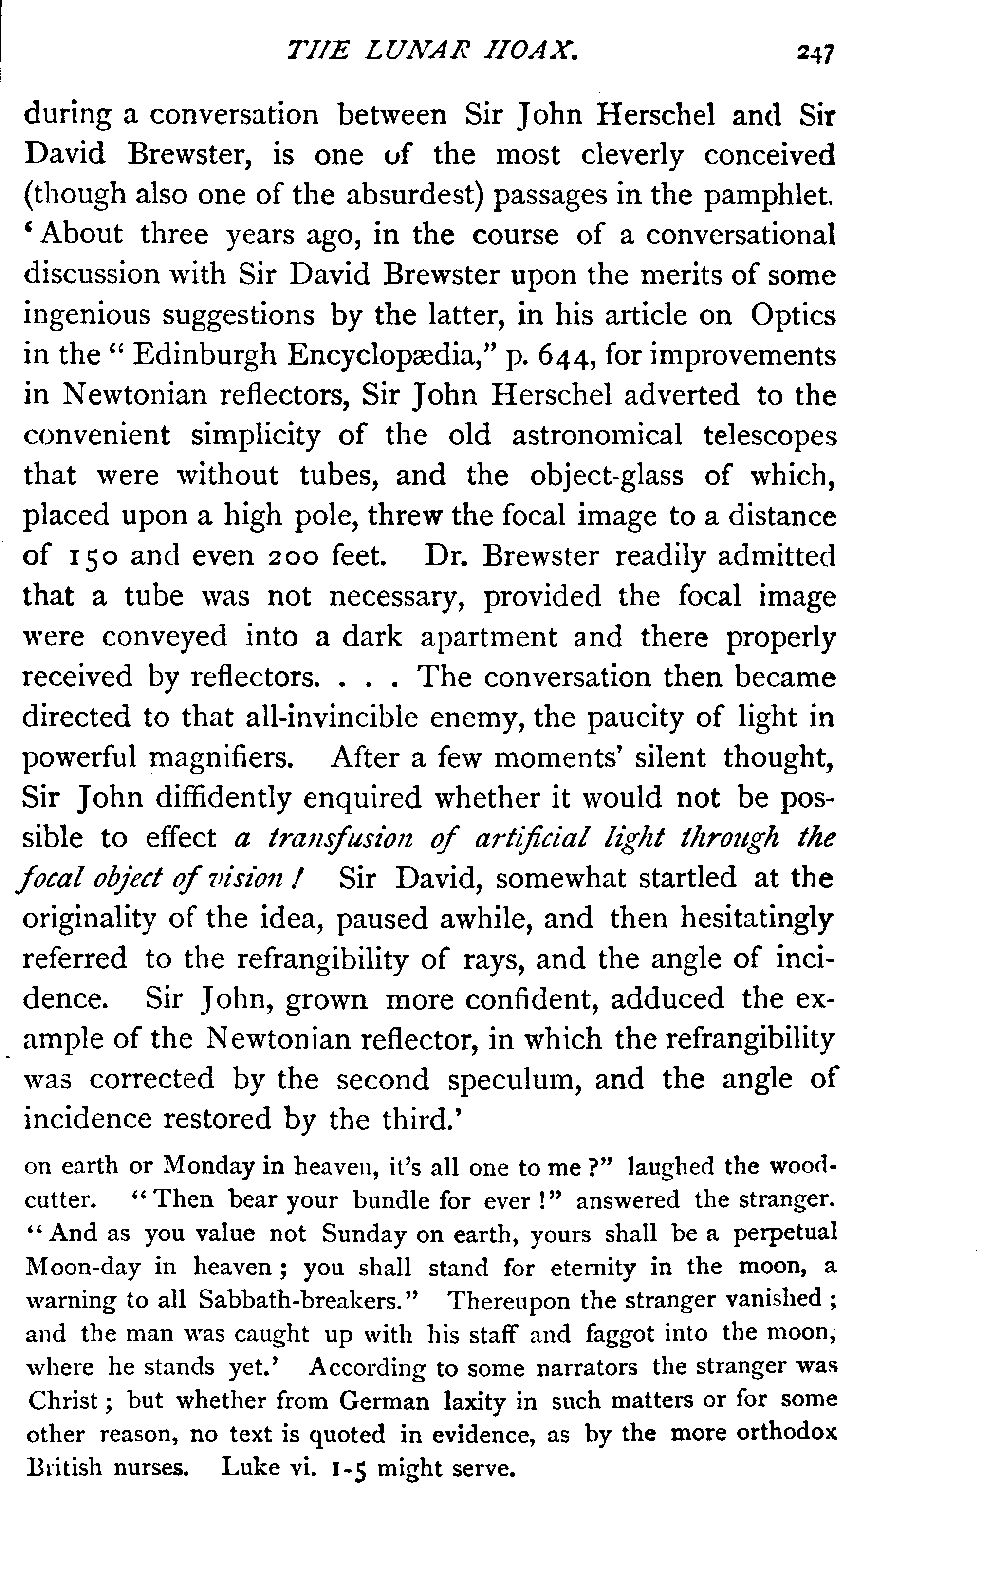 THE LUNAR HOAX. 247
during a conversation between Sir John Herschel and Sir
David Brewster, is one of the most cleverly conceived
(though also one of the absurdest) passages in the pamphlet.
‘About three years ago, in the course of a conversational
discussion with Sir David Brewster upon the merits of some
ingenious suggestions by the latter, in his article on Optics
in the “Edinburgh Encyclopædia,” p. 644, for improvements
in Newtonian reflectors, Sir John Herschel adverted to the
convenient simplicity of the old astronomical telescopes
that were without tubes, and the object-glass of which,
placed upon a high pole, threw the focal image to a distance
of 150 and even 200 feet. Dr. Brewster readily admitted
that a tube was not necessary, provided the focal image
were conveyed into a dark apartment and there properly
received by reflectors. . . . The conversation then became
directed to that all-invincible enemy, the paucity of light in
powerful magnifiers. After a few moments’ silent thought,
Sir John diffidently enquired whether it would not be pos-
sible to effect a transfusion of artificial light through the
focal object of vision! Sir David, somewhat startled at the
originality of the idea, paused awhile, and then hesitatingly
referred to the refrangibility of rays, and the angle of inci-
dence. Sir John, grown more confident, adduced the ex-
ample of the Newtonian reflector, in which the refrangibility
was corrected by the second speculum, and the angle of
incidence restored by the third.’
on earth or Monday in heaven, it’s all one to me?” laughed the wood-
cutter. “Then bear your bundle for ever!” answered the stranger.
“And as you value not Sunday on earth, yours shall be a perpetual
Moon-day in heaven; you shall stand for eternity in the moon, a
warning to all Sabbath-breakers.” Thereupon the stranger vanished;
and the man was caught up with his staff and faggot into the moon,
where he stands yet.’ According to some narrators the stranger was
Christ; but whether from German laxity in such matters or for some
other reason, no text is quoted in evidence, as by the more orthodox
British nurses. Luke vi. 1-5 might serve.